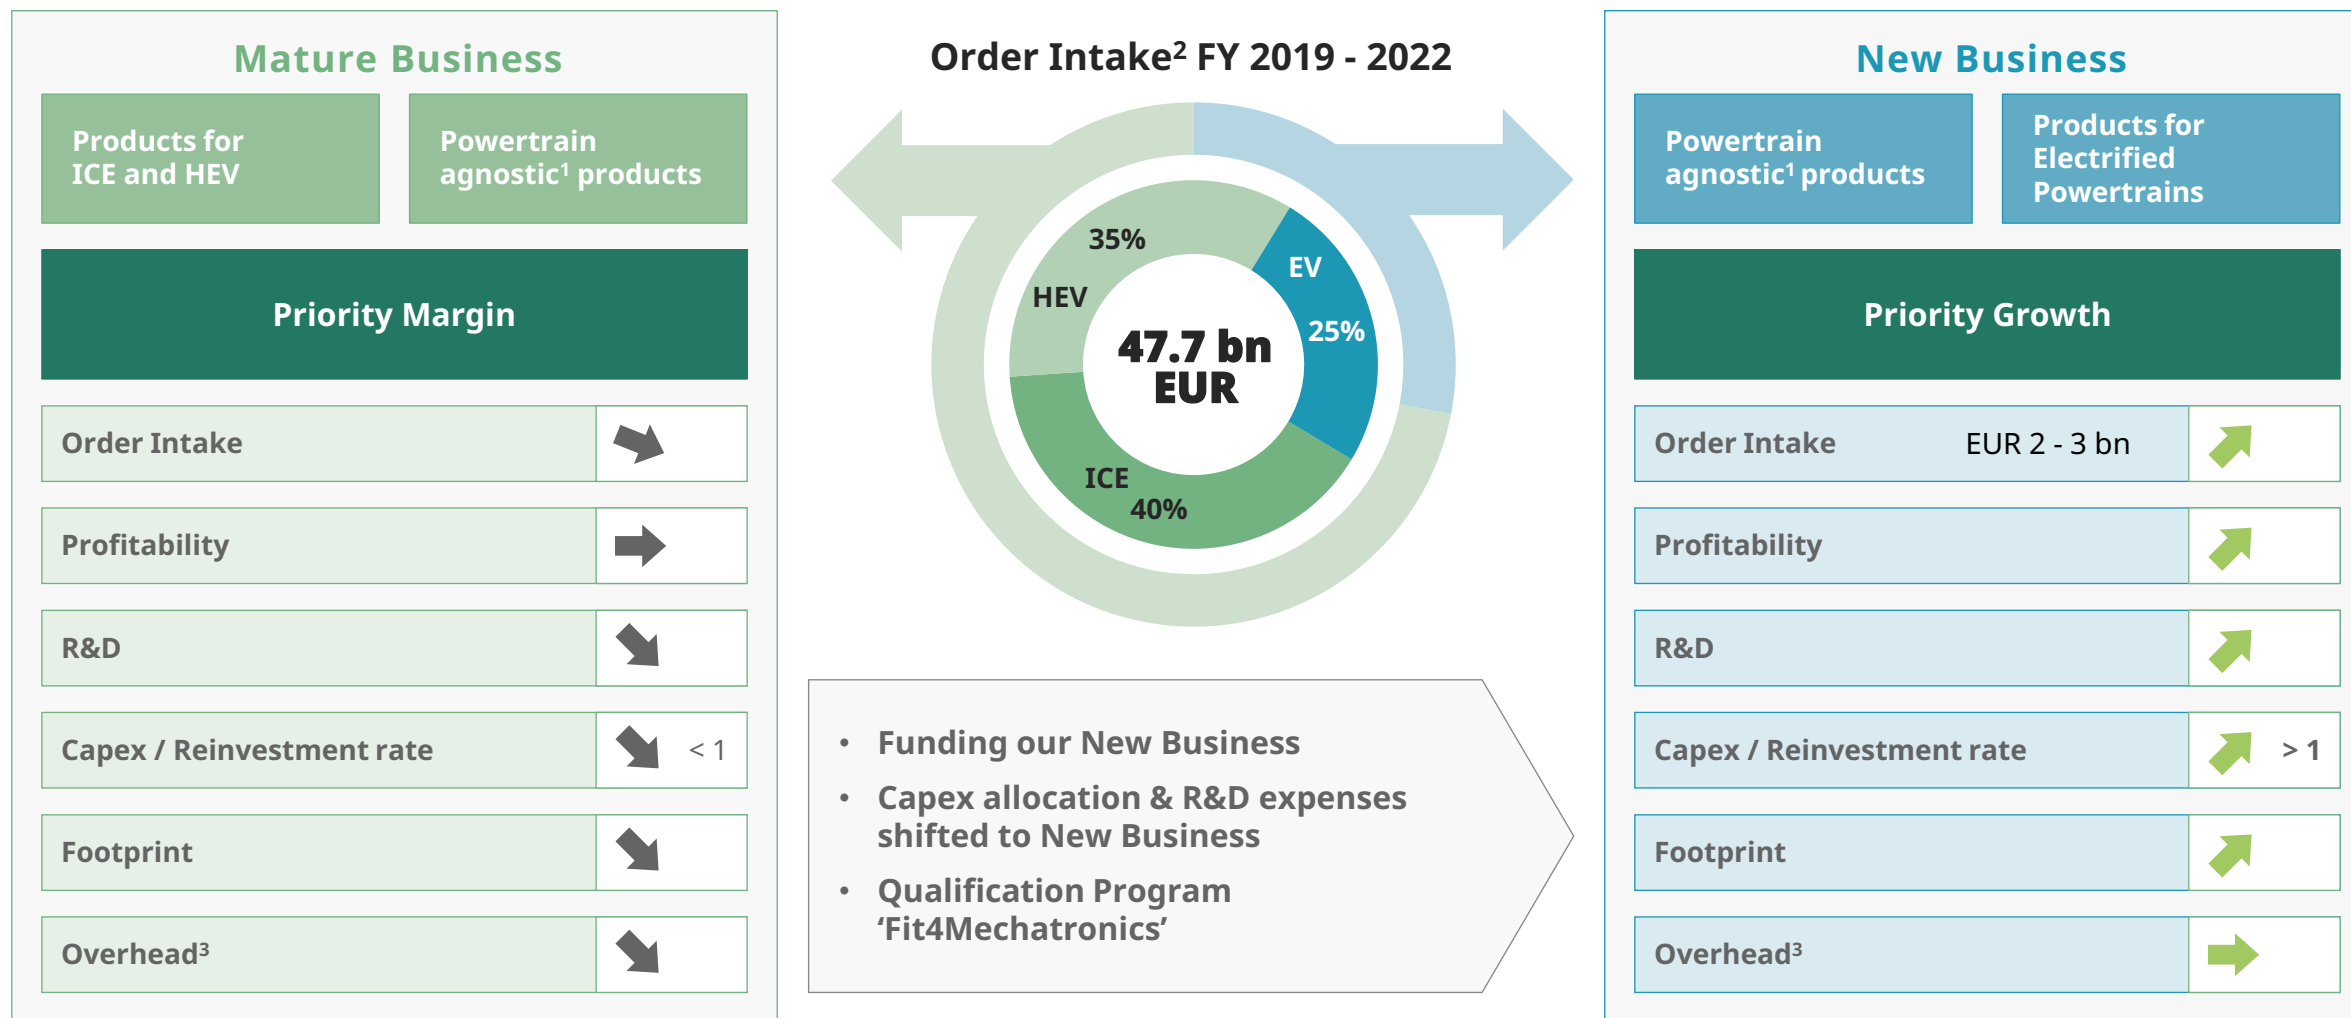 Mature Business
Products for
ICE and HEV
Powertrain
agnostic¹ products
Priority Margin
Order Intake
Profitability
R&D
Capex / Reinvestment rate < 1
Footprint
Overhead³
Order Intake² FY 2019 - 2022
35%
HEV
EV
25%
47.7 bn
EUR
ICE
40%
• Funding our New Business
• Capex allocation & R&D expenses
shifted to New Business
• Qualification Program
‘Fit4Mechatronics’
New Business
Powertrain
agnostic¹ products
Products for
Electrified
Powertrains
Priority Growth
Order Intake EUR 2 - 3 bn
Profitability
R&D
Capex / Reinvestment rate > 1
Footprint
Overhead³